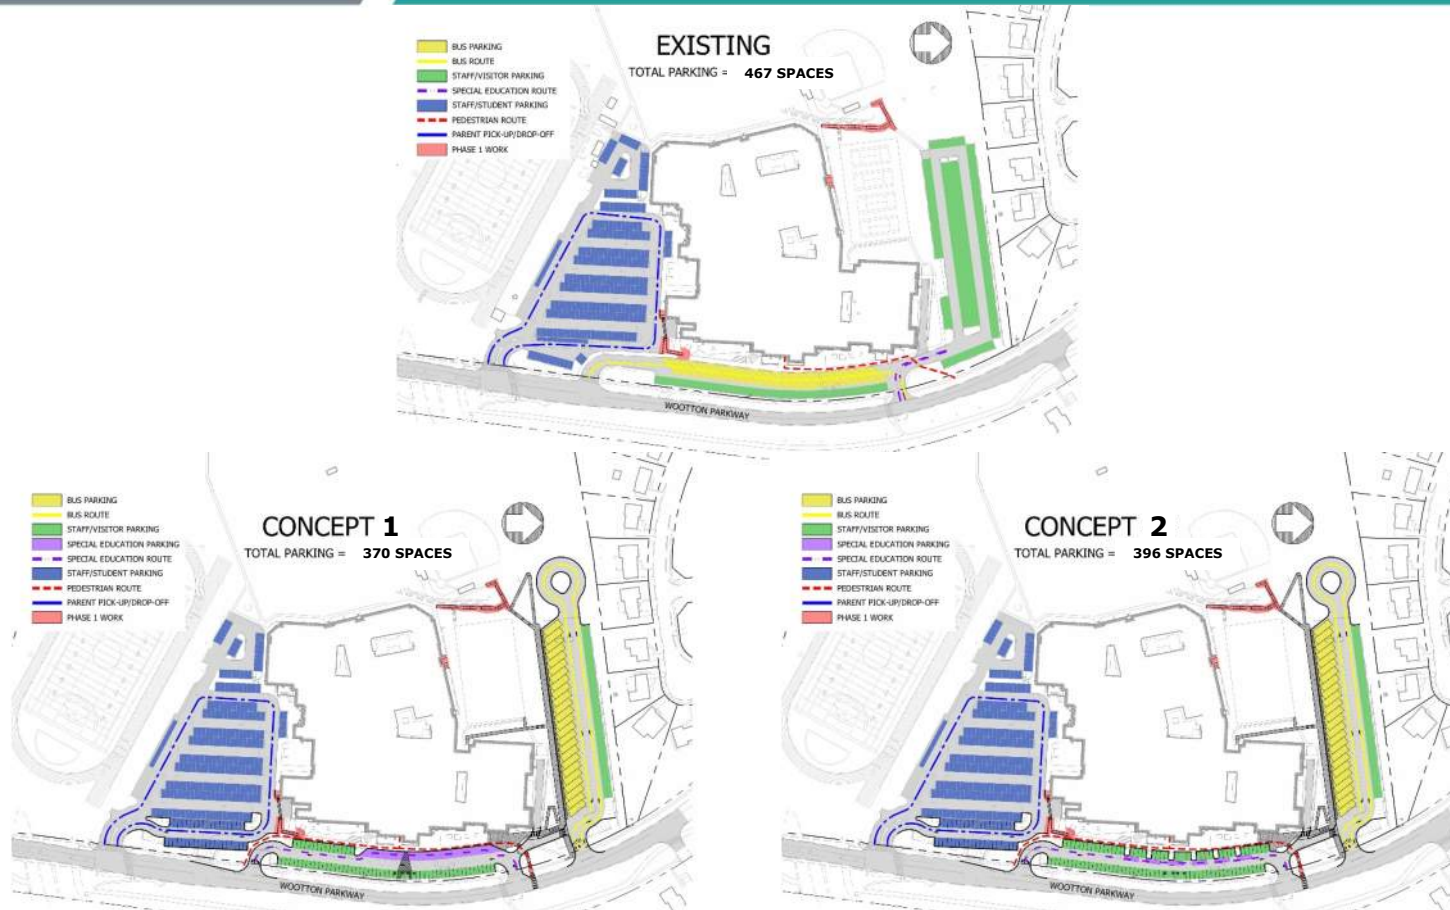 EXISTING
TOTAL PARKING = 467 SPACES
BUS PARKING
BUS ROUTE
STAFF/VISITOR PARKING
SPECIAL EDUCATION ROUTE
STAFF/STUDENT PARKING
PEDESTRIAN ROUTE
PARENT PICK-UP/DROP-OFF
PHASE 1 WORK
WOOTTON PARKWAY
CONCEPT 1
TOTAL PARKING = 370 SPACES
BUS PARKING
BUS ROUTE
STAFF/VISITOR PARKING
SPECIAL EDUCATION PARKING
SPECIAL EDUCATION ROUTE
STAFF/STUDENT PARKING
PEDESTRIAN ROUTE
PARENT PICK-UP/DROP-OFF
PHASE 1 WORK
WOOTTON PARKWAY
CONCEPT 2
TOTAL PARKING = 396 SPACES
BUS PARKING
BUS ROUTE
STAFF/VISITOR PARKING
SPECIAL EDUCATION PARKING
SPECIAL EDUCATION ROUTE
STAFF/STUDENT PARKING
PEDESTRIAN ROUTE
PARENT PICK-UP/DROP-OFF
PHASE 1 WORK
WOOTTON PARKWAY